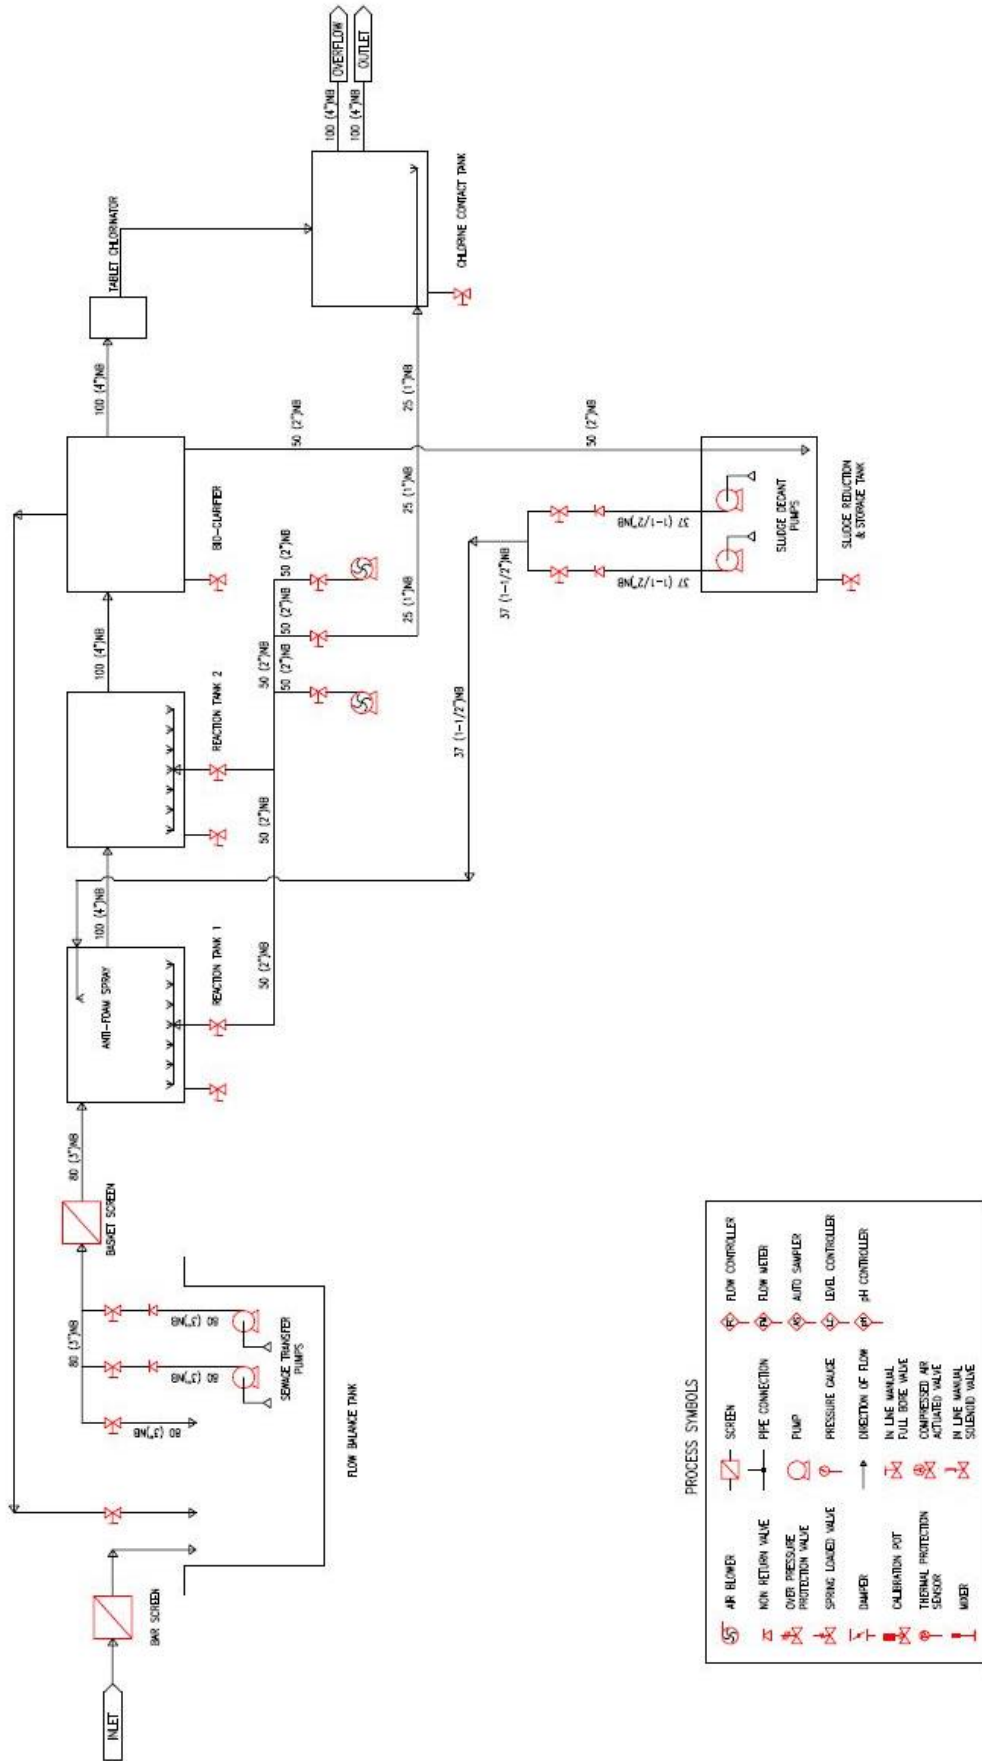 INLET
BAR SCREEN
FLOW BALANCE TANK
80 (3")NB
80 (3")NB
80 (3")NB
80 (3")NB
SEWAGE TRANSFER
PUMPS
BASKET SCREEN
80 (3")NB
ANTI-FOAM SPRAY
REACTION TANK 1
100 (4")NB
50 (2")NB
50 (2")NB
REACTION TANK 2
100 (4")NB
50 (2")NB
50 (2")NB
50 (2")NB
50 (2")NB
BIO-CLARIFIER
100 (4")NB
50 (2")NB
50 (2")NB
TABLET CHLORINATOR
25 (1")NB
25 (1")NB
25 (1")NB
CHLORINE CONTACT TANK
100 (4")NB
OVERFLOW
100 (4")NB
OUTLET
37 (1-1/2")NB
37 (1-1/2")NB
37 (1-1/2")NB
37 (1-1/2")NB
SLUDGE DECANT
PUMPS
SLUDGE REDUCTION
& STORAGE TANK
PROCESS SYMBOLS
AIR BLOWER
NON RETURN VALVE
OVER PRESSURE
PROTECTION VALVE
SPRING LOADED VALVE
DAMPER
CALIBRATION POT
THERMAL PROTECTION
SENSOR
MIXER
SCREEN
PIPE CONNECTION
PUMP
PRESSURE GAUGE
DIRECTION OF FLOW
IN LINE MANUAL
FULL BORE VALVE
COMPRESSED AIR
ACTUATED VALVE
IN LINE MANUAL
SOLENOID VALVE
FC FLOW CONTROLLER
FM FLOW METER
AS AUTO SAMPLER
LC LEVEL CONTROLLER
pH pH CONTROLLER